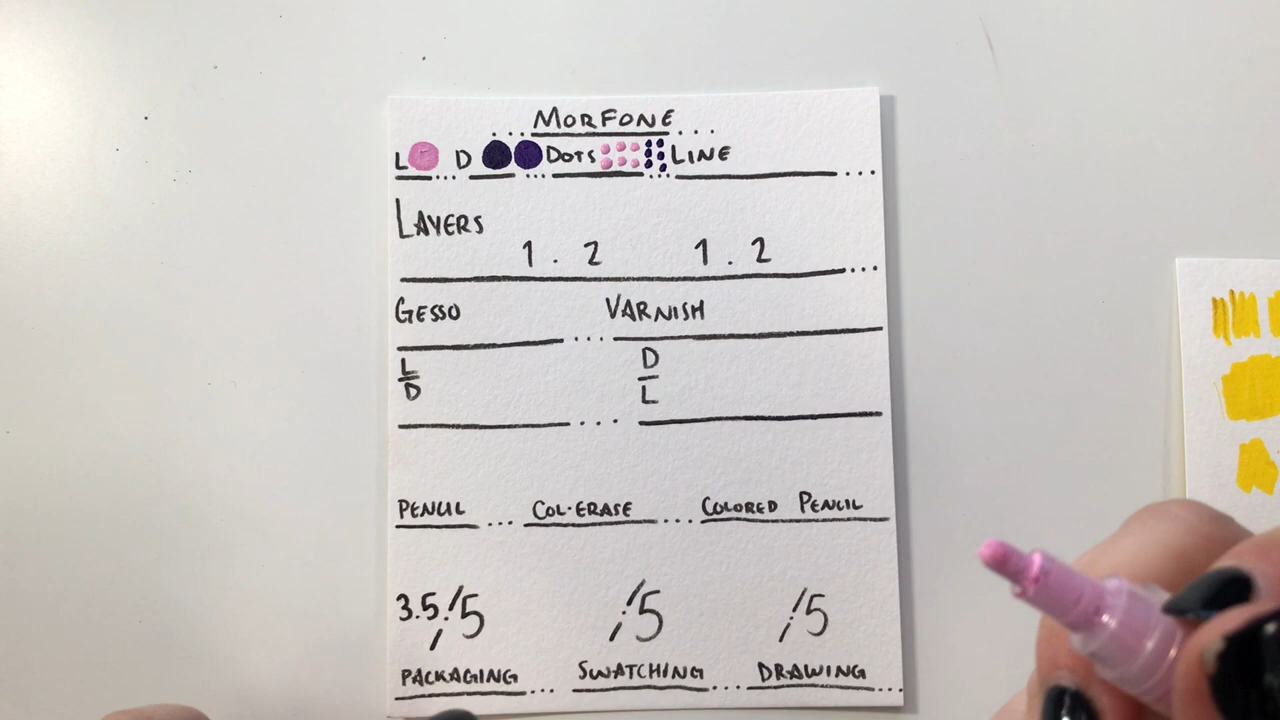 MORFONE
L D DOTS LINE
LAYERS
1 . 2 1 . 2
GESSO VARNISH
L D
D L
PENCIL COL-ERASE COLORED PENCIL
3.5/5 /5 /5
PACKAGING SWATCHING DRAWING